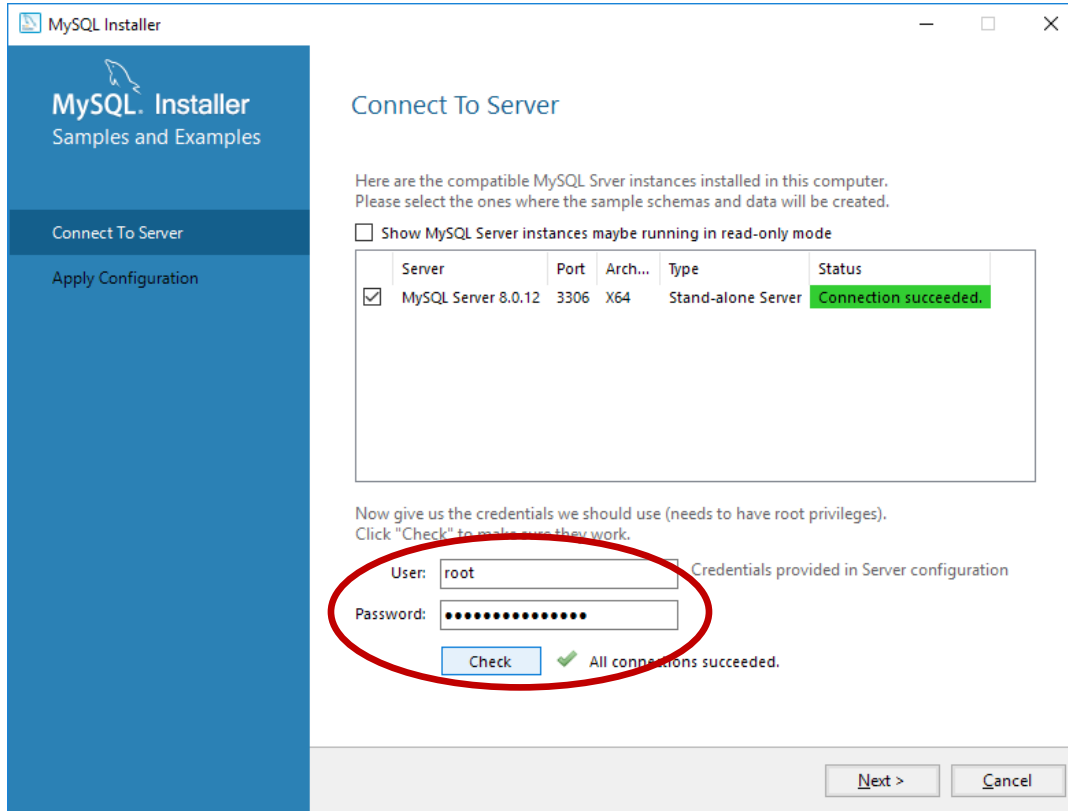 MySQL Installer
MySQL. Installer
Samples and Examples
Connect To Server
Apply Configuration
Connect To Server
Here are the compatible MySQL Srver instances installed in this computer.
Please select the ones where the sample schemas and data will be created.
Show MySQL Server instances maybe running in read-only mode
Server Port Arch... Type Status
MySQL Server 8.0.12 3306 X64 Stand-alone Server Connection succeeded.
Now give us the credentials we should use (needs to have root privileges).
Click "Check" to make sure they work.
User: root Credentials provided in Server configuration
Password: ●●●●●●●●●●●●●●●
Check All connections succeeded.
Next > Cancel